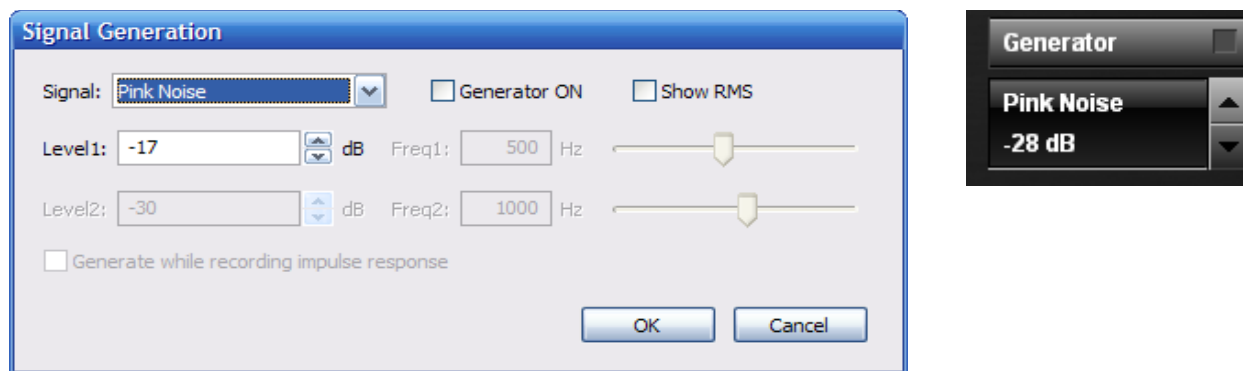 Signal Generation
Signal: Pink Noise Generator ON Show RMS
Level1: -17 dB Freq1: 500 Hz
Level2: -30 dB Freq2: 1000 Hz
Generate while recording impulse response
OK Cancel
Generator
Pink Noise
-28 dB